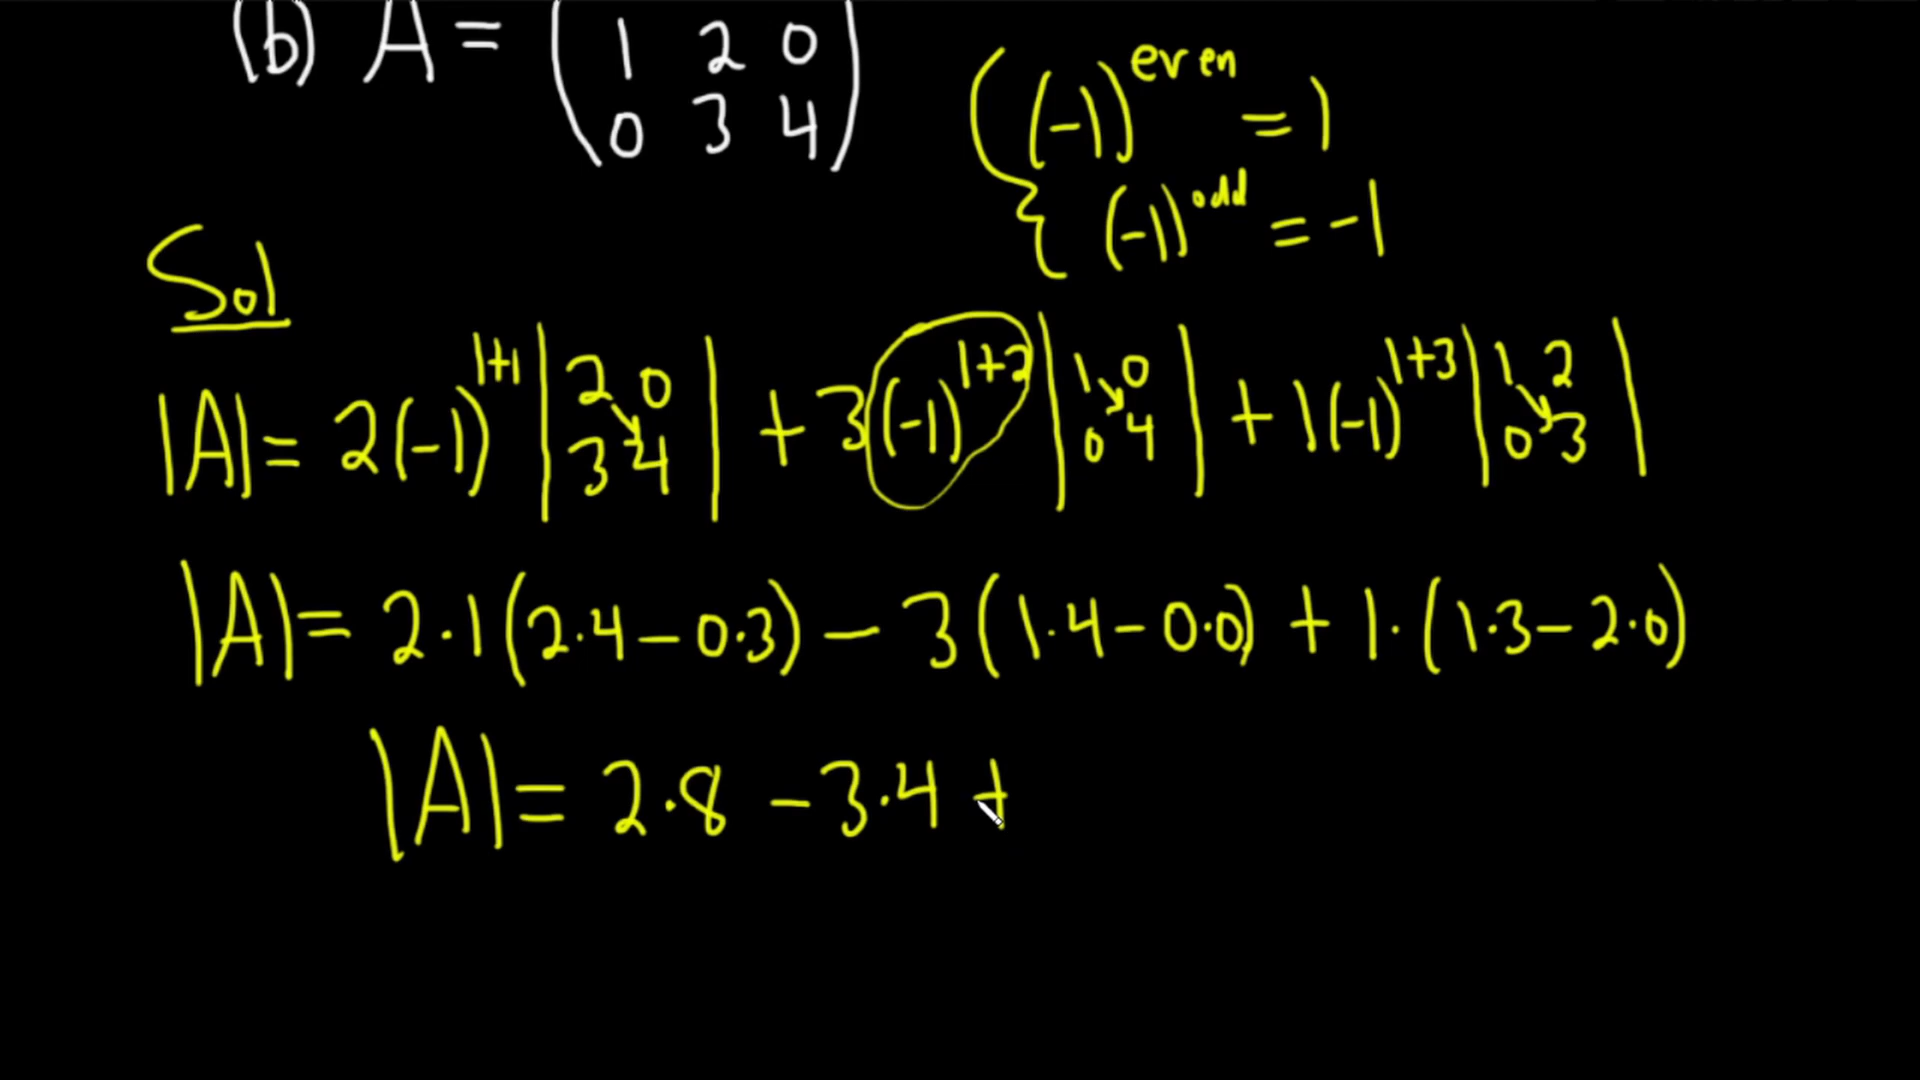 (b) A = ( 1 2 0
0 3 4 )
(-1)^even = 1
(-1)^odd = -1
Sol
|A| = 2(-1)^1+1 |2 0 3 4| + 3(-1)^1+2 |1 0 0 4| + 1(-1)^1+3 |1 2 0 3|
|A| = 2·1(2·4-0·3) - 3(1·4-0·0) + 1·(1·3-2·0)
|A| = 2·8 - 3·4 +